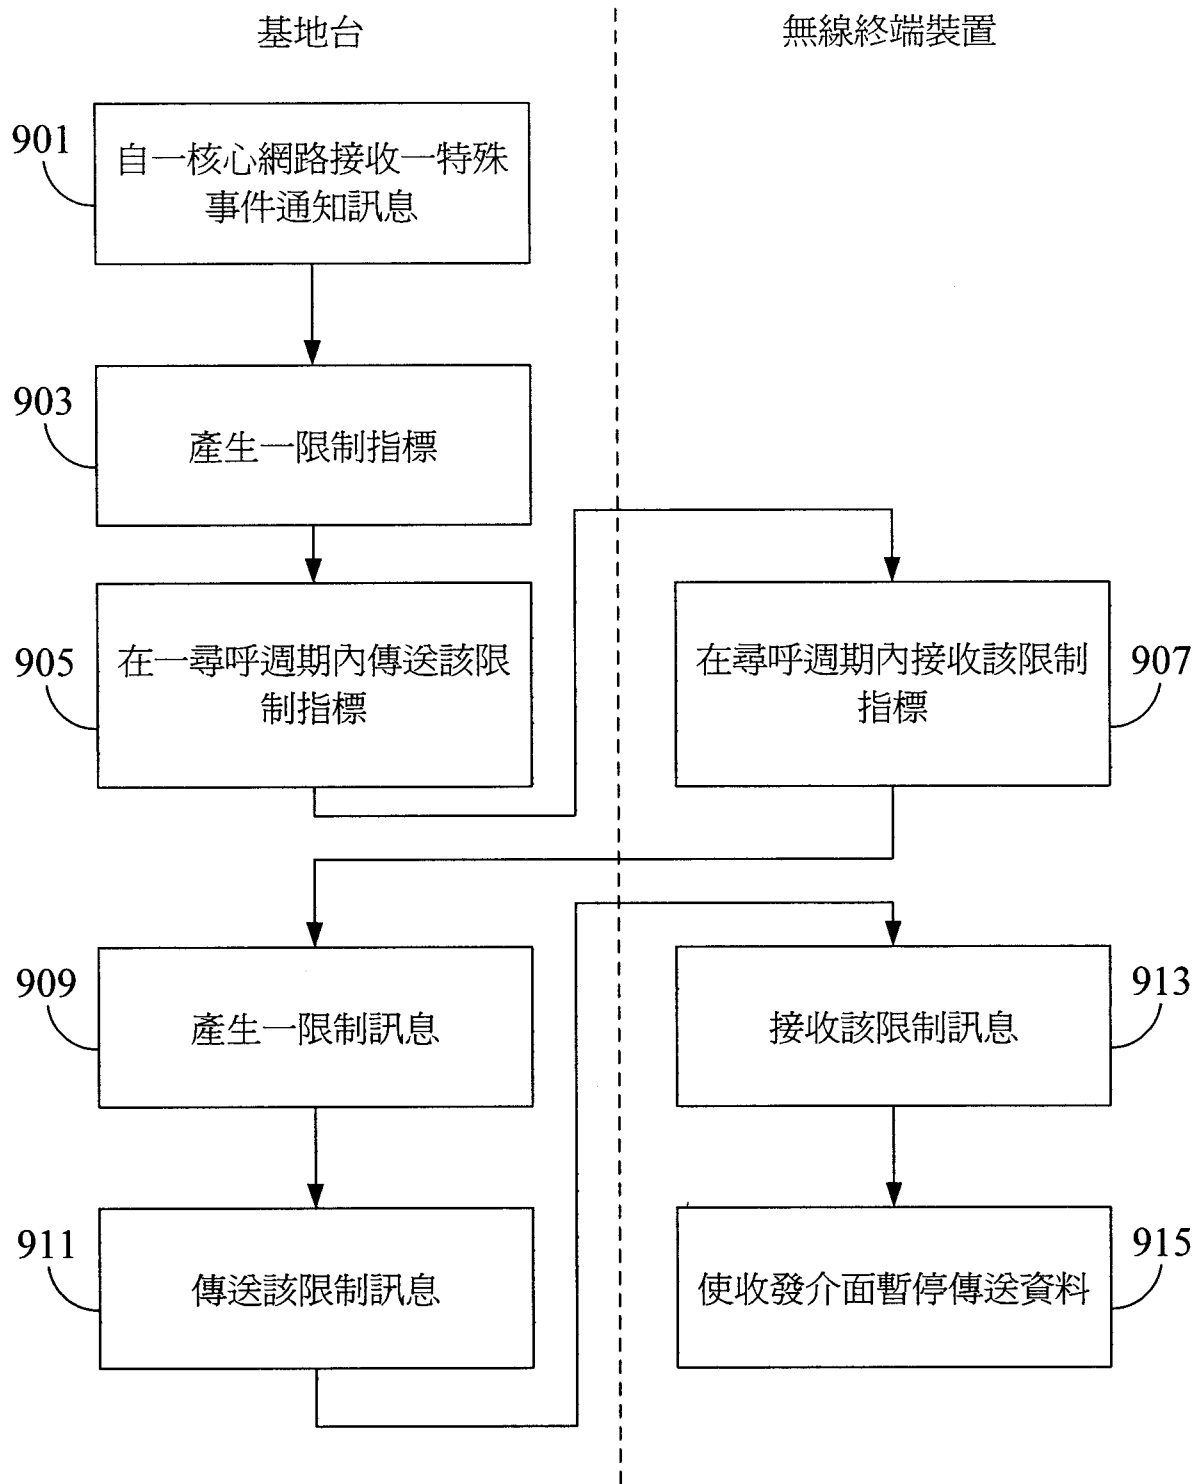 基地台
無線終端裝置
901
自一核心網路接收一特殊
事件通知訊息
903
產生一限制指標
905
在一尋呼週期內傳送該限
制指標
在尋呼週期內接收該限制
指標
907
909
產生一限制訊息
接收該限制訊息
913
911
傳送該限制訊息
使收發介面暫停傳送資料
915